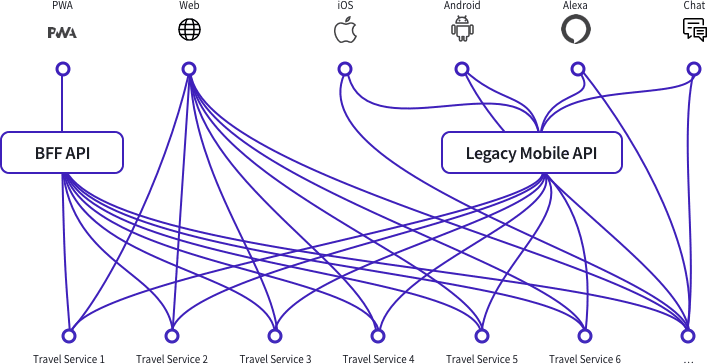 PWA Web iOS Android Alexa Chat
PWA
BFF API Legacy Mobile API
Travel Service 1 Travel Service 2 Travel Service 3 Travel Service 4 Travel Service 5 Travel Service 6 ...